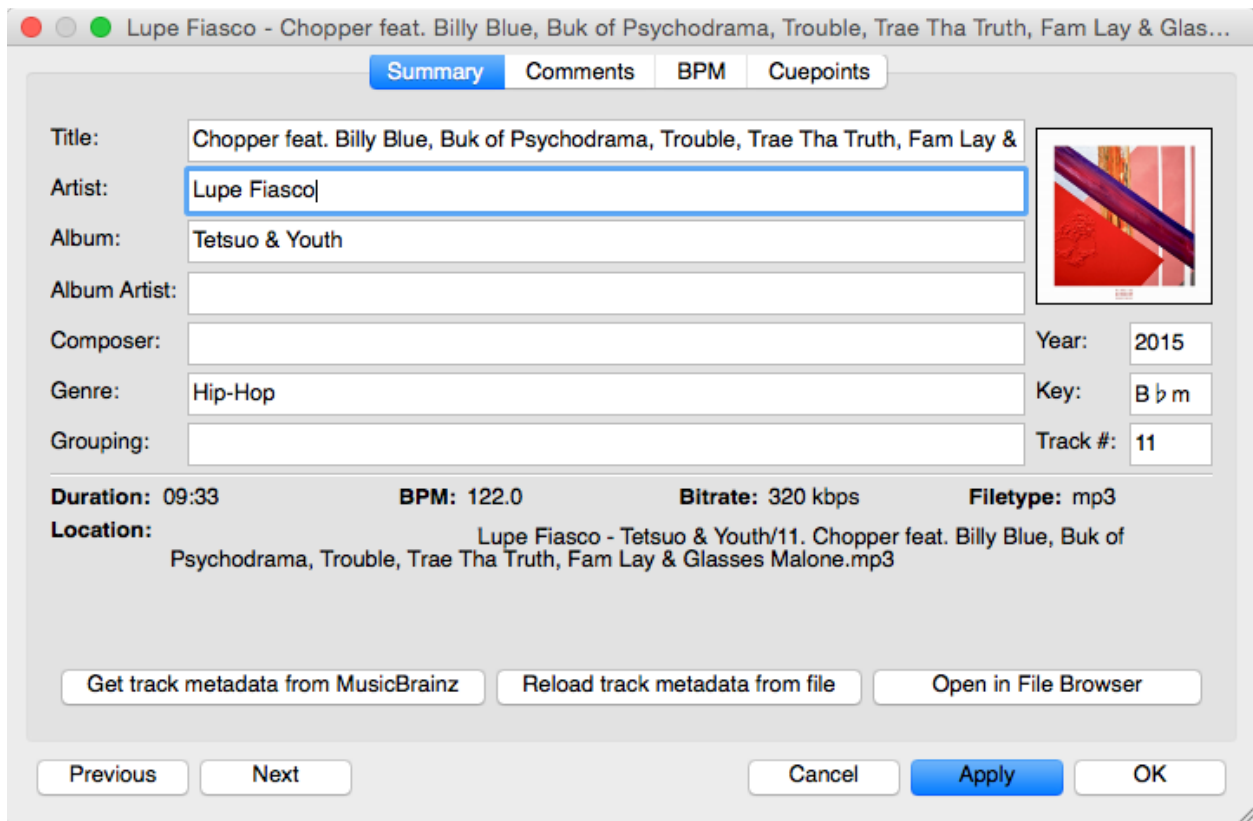 Lupe Fiasco - Chopper feat. Billy Blue, Buk of Psychodrama, Trouble, Trae Tha Truth, Fam Lay & Glas...
Summary Comments BPM Cuepoints
Title: Chopper feat. Billy Blue, Buk of Psychodrama, Trouble, Trae Tha Truth, Fam Lay &
Artist: Lupe Fiasco
Album: Tetsuo & Youth
Album Artist:
Composer: Year: 2015
Genre: Hip-Hop Key: B♭m
Grouping: Track #: 11
Duration: 09:33 BPM: 122.0 Bitrate: 320 kbps Filetype: mp3
Location: Lupe Fiasco - Tetsuo & Youth/11. Chopper feat. Billy Blue, Buk of
Psychodrama, Trouble, Trae Tha Truth, Fam Lay & Glasses Malone.mp3
Get track metadata from MusicBrainz Reload track metadata from file Open in File Browser
Previous Next Cancel Apply OK